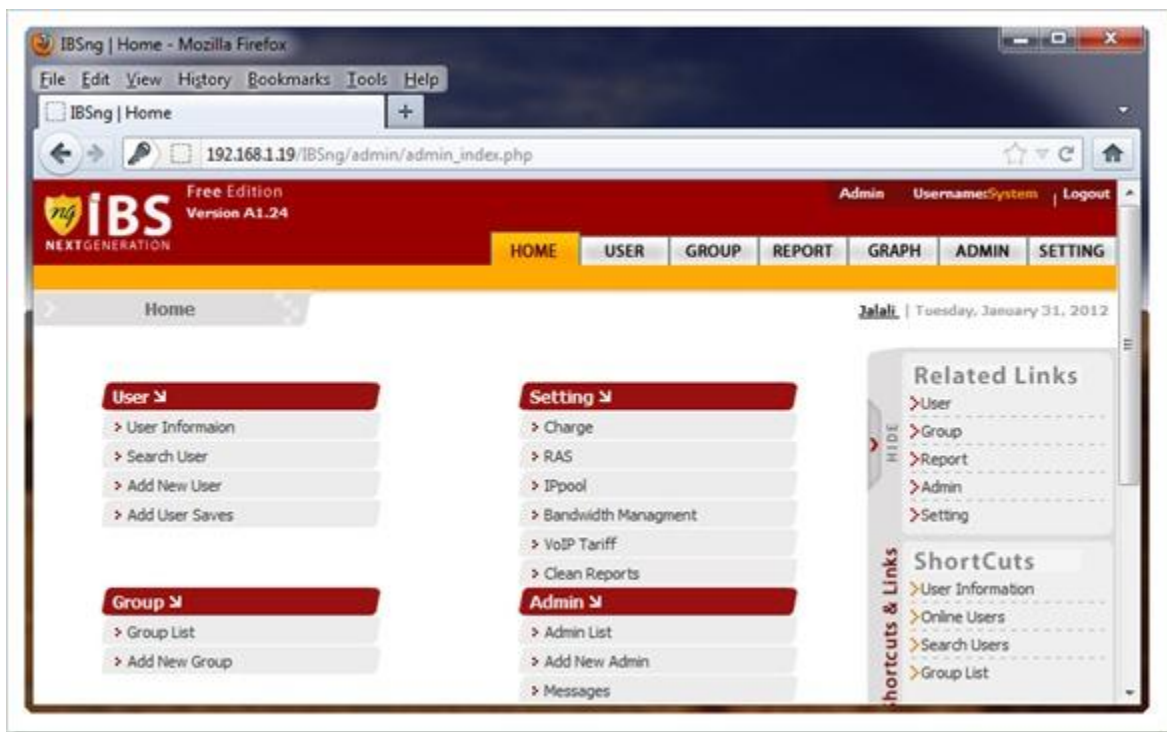 IBSng | Home - Mozilla Firefox
File Edit View History Bookmarks Tools Help
IBSng | Home
192.168.1.19/IBSng/admin/admin_index.php
ng IBS
NEXTGENERATION
Free Edition
Version A1.24
Admin Username:System | Logout
HOME USER GROUP REPORT GRAPH ADMIN SETTING
Home
Jalali | Tuesday, January 31, 2012
User
User Informaion
Search User
Add New User
Add User Saves
Group
Group List
Add New Group
Setting
Charge
RAS
IPpool
Bandwidth Managment
VoIP Tariff
Clean Reports
Admin
Admin List
Add New Admin
Messages
HIDE
Shortcuts & Links
Related Links
User
Group
Report
Admin
Setting
ShortCuts
User Information
Online Users
Search Users
Group List